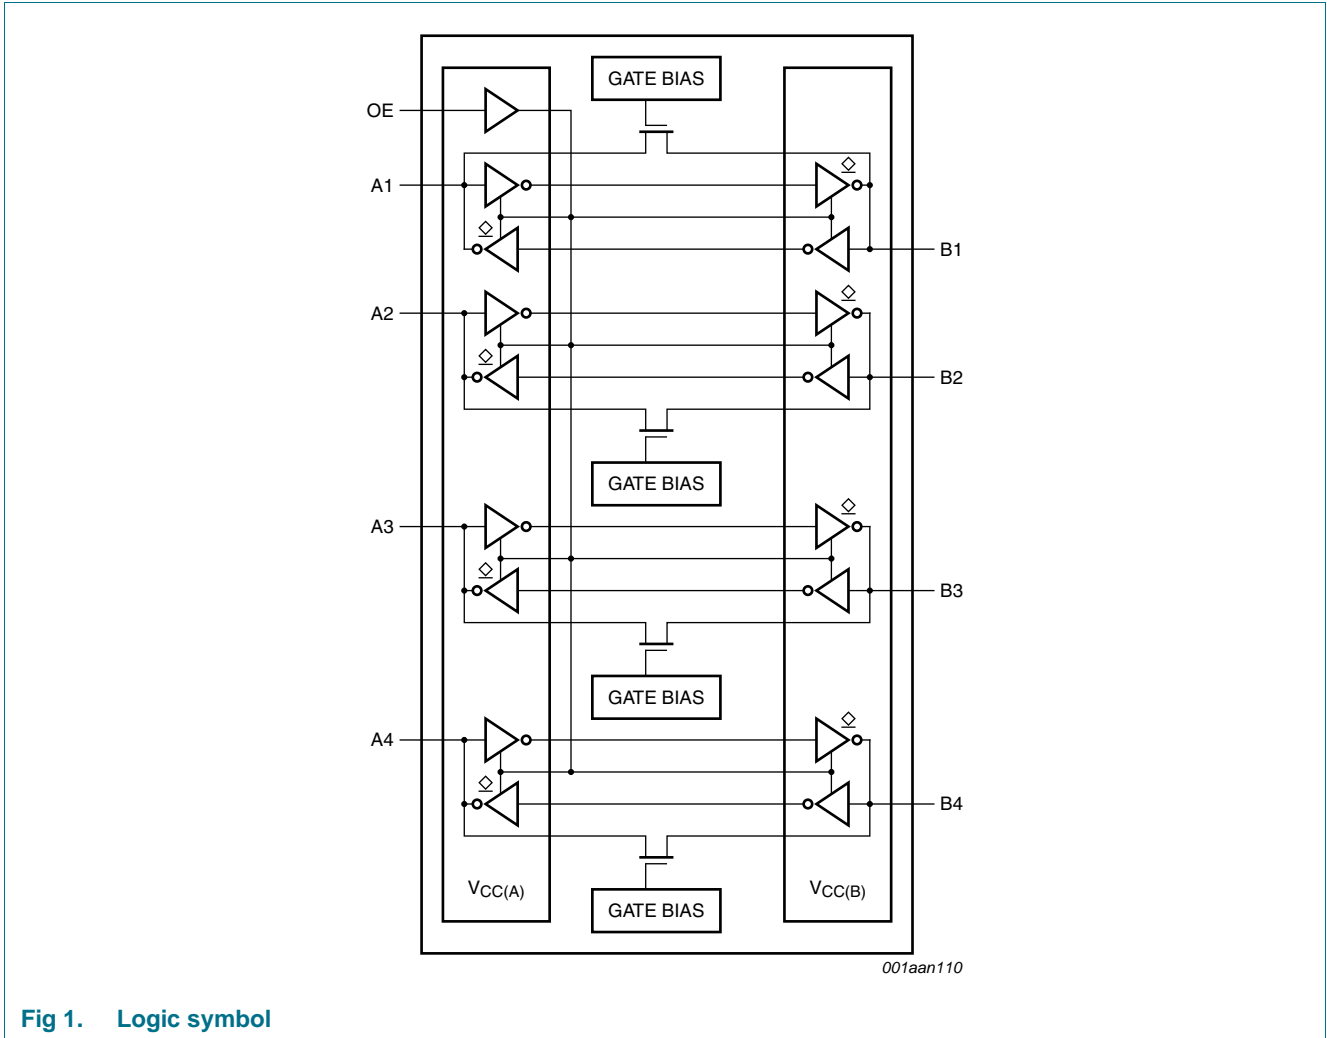 GATE BIAS
OE
A1
B1
A2
B2
GATE BIAS
A3
B3
GATE BIAS
A4
B4
VCC(A)
VCC(B)
GATE BIAS
001aan110
Fig 1. Logic symbol